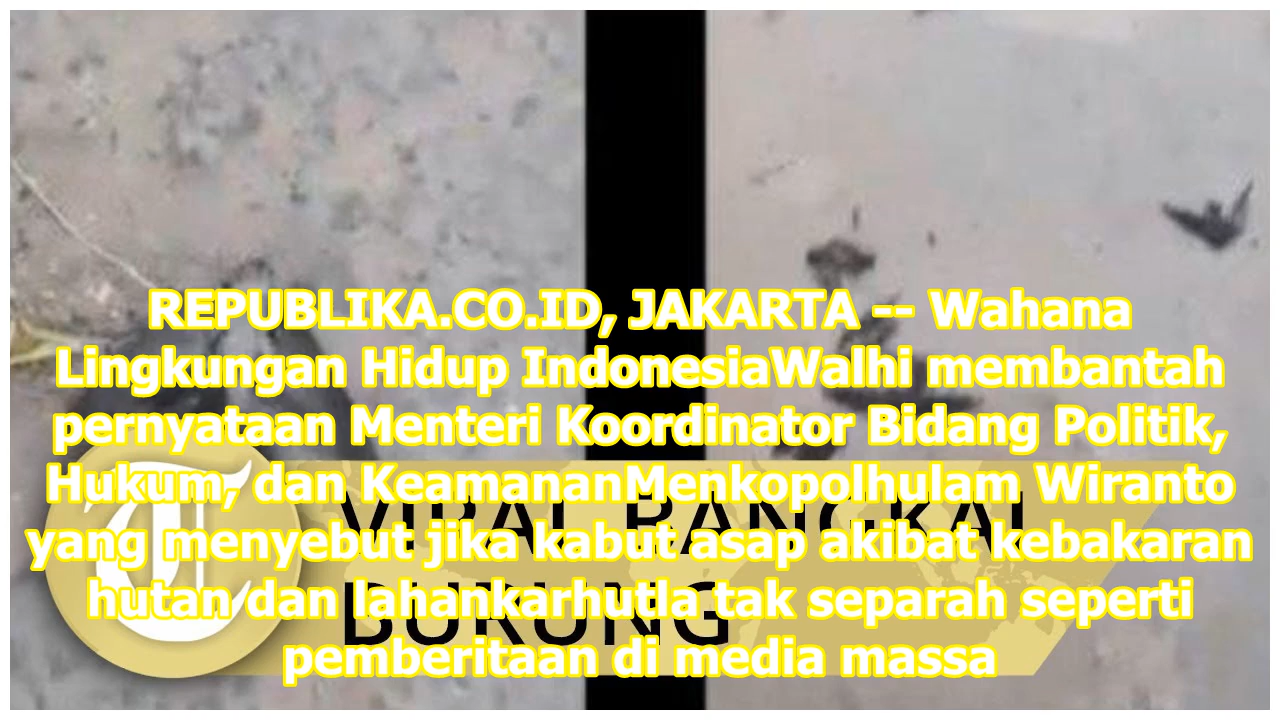 REPUBLIKA.CO.ID, JAKARTA -- Wahana
Lingkungan Hidup IndonesiaWalhi membantah
pernyataan Menteri Koordinator Bidang Politik,
Hukum, dan KeamananMenkopolhulam Wiranto
yang menyebut jika kabut asap akibat kebakaran
hutan dan lahankarhutla tak separah seperti
pemberitaan di media massa
T
VIRAL BANGKAI
BURUNG